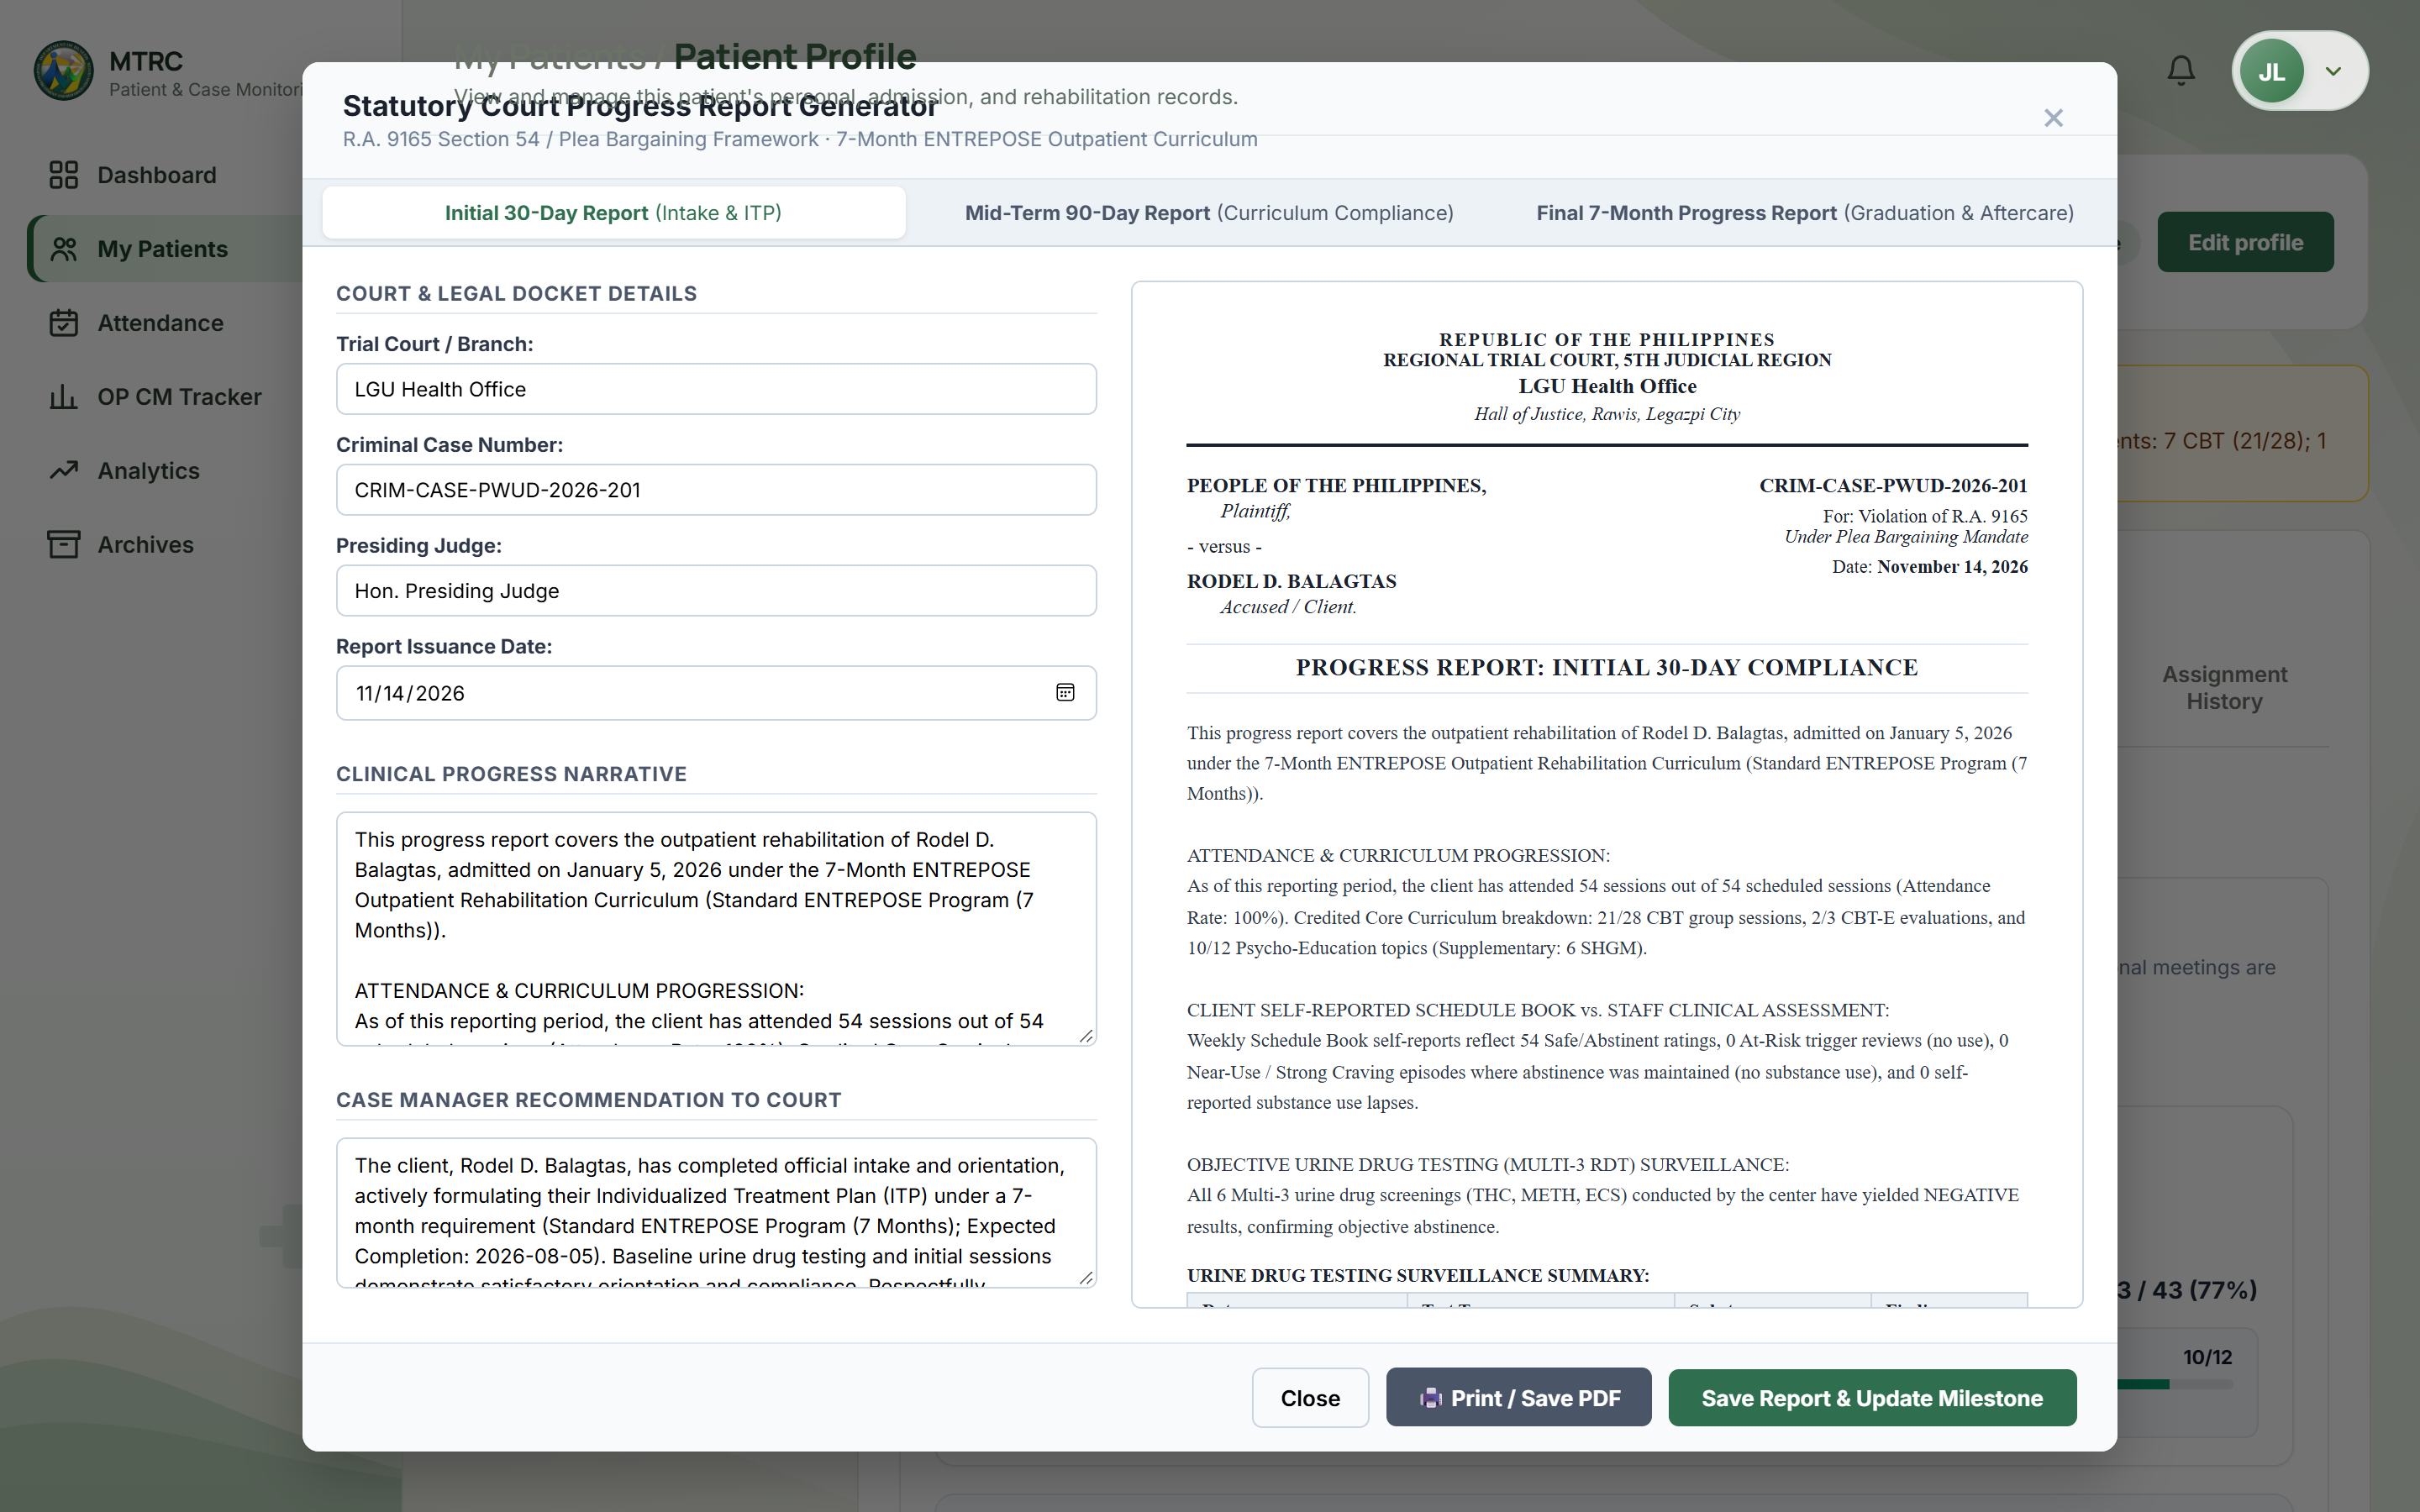 MTRC
Patient & Case Monitori
Dashboard
My Patients
Attendance
OP CM Tracker
Analytics
Archives
My Patients / Patient Profile
View and manage this patient's personal, admission, and rehabilitation records.
JL
Edit profile
nts: 7 CBT (21/28); 1
Assignment
History
nal meetings are
3 / 43 (77%)
10/12
Statutory Court Progress Report Generator
R.A. 9165 Section 54 / Plea Bargaining Framework · 7-Month ENTREPOSE Outpatient Curriculum
×
Initial 30-Day Report (Intake & ITP)
Mid-Term 90-Day Report (Curriculum Compliance)
Final 7-Month Progress Report (Graduation & Aftercare)
COURT & LEGAL DOCKET DETAILS
Trial Court / Branch:
LGU Health Office
Criminal Case Number:
CRIM-CASE-PWUD-2026-201
Presiding Judge:
Hon. Presiding Judge
Report Issuance Date:
11/14/2026
CLINICAL PROGRESS NARRATIVE
This progress report covers the outpatient rehabilitation of Rodel D.
Balagtas, admitted on January 5, 2026 under the 7-Month ENTREPOSE
Outpatient Rehabilitation Curriculum (Standard ENTREPOSE Program (7
Months)).
ATTENDANCE & CURRICULUM PROGRESSION:
As of this reporting period, the client has attended 54 sessions out of 54
CASE MANAGER RECOMMENDATION TO COURT
The client, Rodel D. Balagtas, has completed official intake and orientation,
actively formulating their Individualized Treatment Plan (ITP) under a 7-
month requirement (Standard ENTREPOSE Program (7 Months); Expected
Completion: 2026-08-05). Baseline urine drug testing and initial sessions
demonstrate satisfactory orientation and compliance. Respectfully
REPUBLIC OF THE PHILIPPINES
REGIONAL TRIAL COURT, 5TH JUDICIAL REGION
LGU Health Office
Hall of Justice, Rawis, Legazpi City
PEOPLE OF THE PHILIPPINES,
Plaintiff,
- versus -
RODEL D. BALAGTAS
Accused / Client.
CRIM-CASE-PWUD-2026-201
For: Violation of R.A. 9165
Under Plea Bargaining Mandate
Date: November 14, 2026
PROGRESS REPORT: INITIAL 30-DAY COMPLIANCE
This progress report covers the outpatient rehabilitation of Rodel D. Balagtas, admitted on January 5, 2026
under the 7-Month ENTREPOSE Outpatient Rehabilitation Curriculum (Standard ENTREPOSE Program (7
Months)).
ATTENDANCE & CURRICULUM PROGRESSION:
As of this reporting period, the client has attended 54 sessions out of 54 scheduled sessions (Attendance
Rate: 100%). Credited Core Curriculum breakdown: 21/28 CBT group sessions, 2/3 CBT-E evaluations, and
10/12 Psycho-Education topics (Supplementary: 6 SHGM).
CLIENT SELF-REPORTED SCHEDULE BOOK vs. STAFF CLINICAL ASSESSMENT:
Weekly Schedule Book self-reports reflect 54 Safe/Abstinent ratings, 0 At-Risk trigger reviews (no use), 0
Near-Use / Strong Craving episodes where abstinence was maintained (no substance use), and 0 self-
reported substance use lapses.
OBJECTIVE URINE DRUG TESTING (MULTI-3 RDT) SURVEILLANCE:
All 6 Multi-3 urine drug screenings (THC, METH, ECS) conducted by the center have yielded NEGATIVE
results, confirming objective abstinence.
URINE DRUG TESTING SURVEILLANCE SUMMARY:
Close
Print / Save PDF
Save Report & Update Milestone